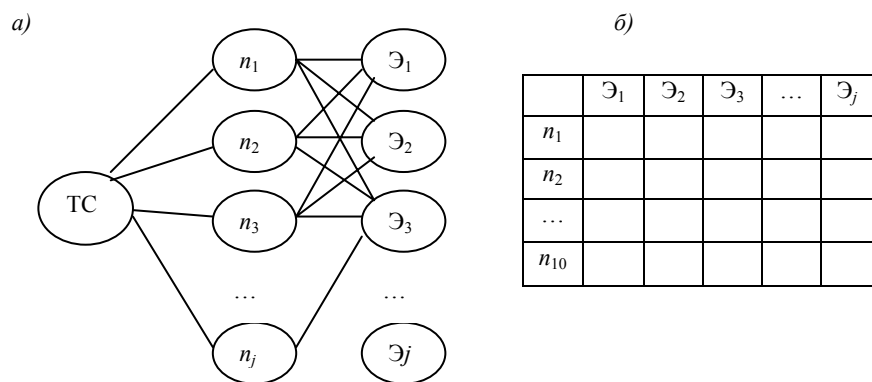 а)
б)
n1
Э1
n2
Э2
ТС
n3
Э3
… …
nj
Эj
Э1 Э2 Э3 … Эj
n1
n2
…
n10